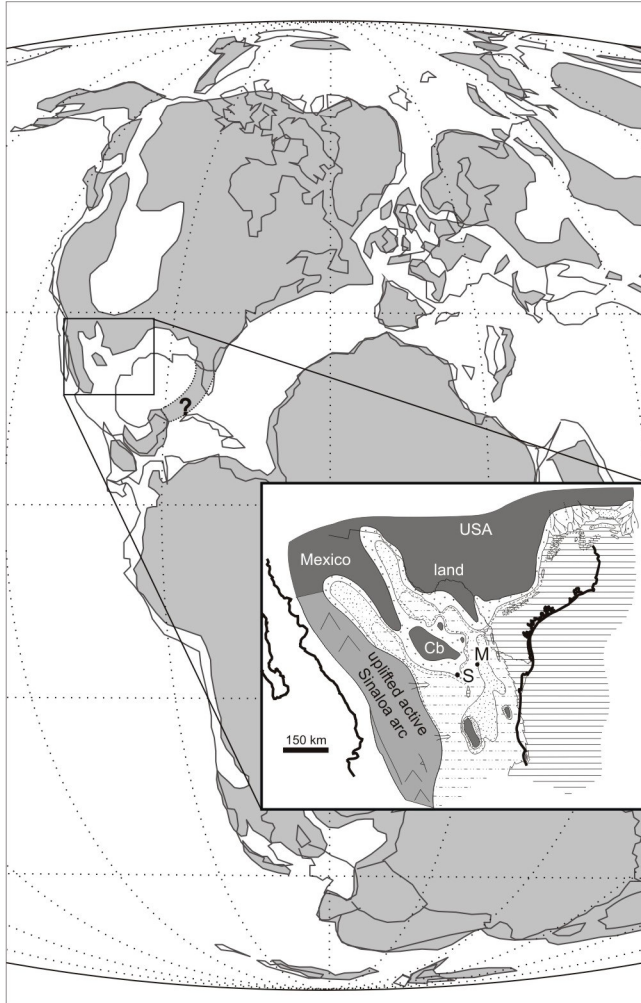 ?
USA
Mexico
land
Cb
M
S
uplifted active
Sinaloa arc
150 km